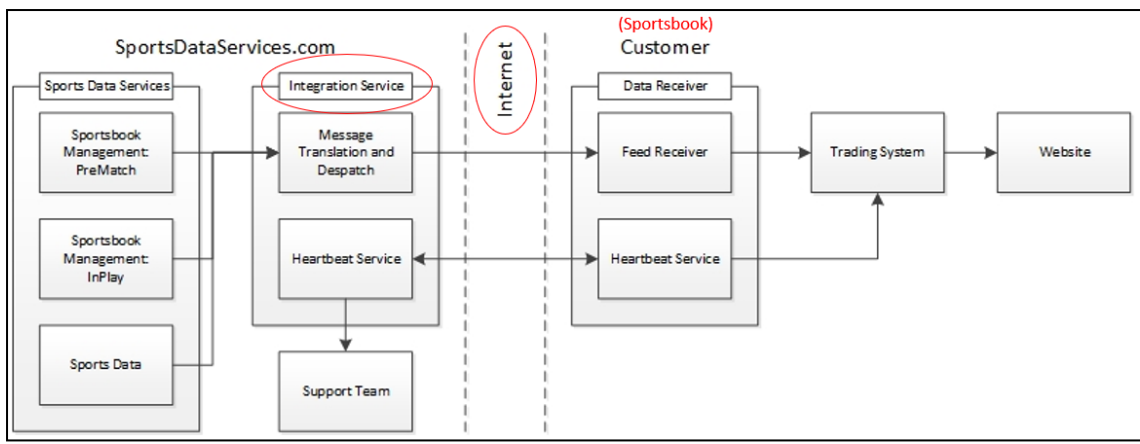 (Sportsbook)
SportsDataServices.com
Internet
Customer
Sports Data Services
Integration Service
Data Receiver
Sportsbook
Management:
PreMatch
Message
Translation and
Despatch
Feed Receiver
Trading System
Website
Sportsbook
Management:
InPlay
Heartbeat Service
Heartbeat Service
Sports Data
Support Team